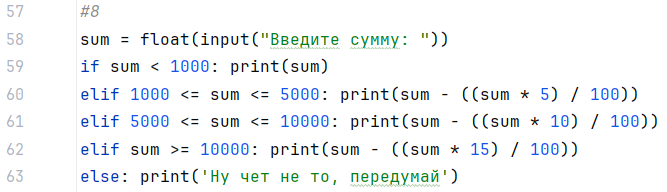 57 #8
58 sum = float(input("Введите сумму: "))
59 if sum < 1000: print(sum)
60 elif 1000 <= sum <= 5000: print(sum - ((sum * 5) / 100))
61 elif 5000 <= sum <= 10000: print(sum - ((sum * 10) / 100))
62 elif sum >= 10000: print(sum - ((sum * 15) / 100))
63 else: print('Ну чет не то, передумай')